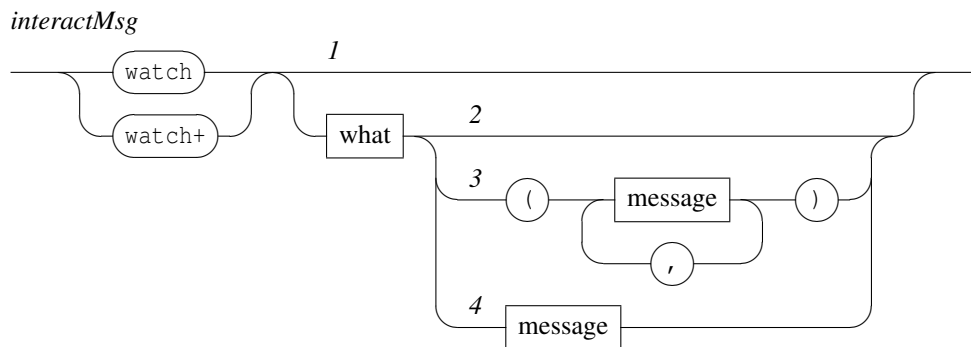 interactMsg
1
watch
watch+
what
2
3 ( message )
,
4 message